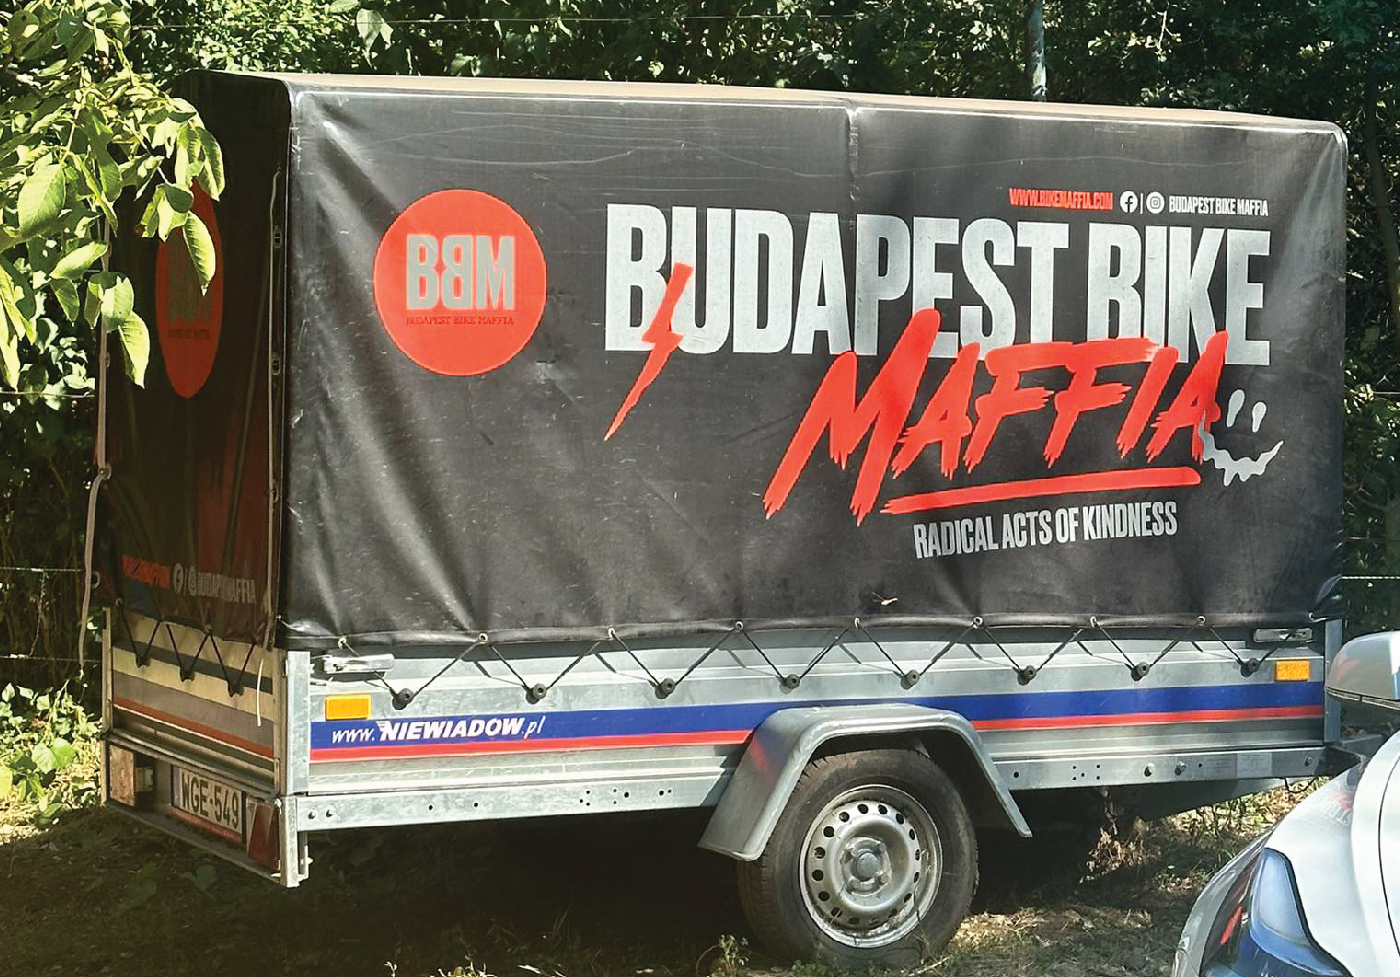 WWW.BIKEMAFFIA.COM | BUDAPEST BIKE MAFFIA
BBM
BUDAPEST BIKE MAFFIA
BUDAPEST BIKE
MAFFIA
RADICAL ACTS OF KINDNESS
www.NIEWIADOW.pl
WGE-549